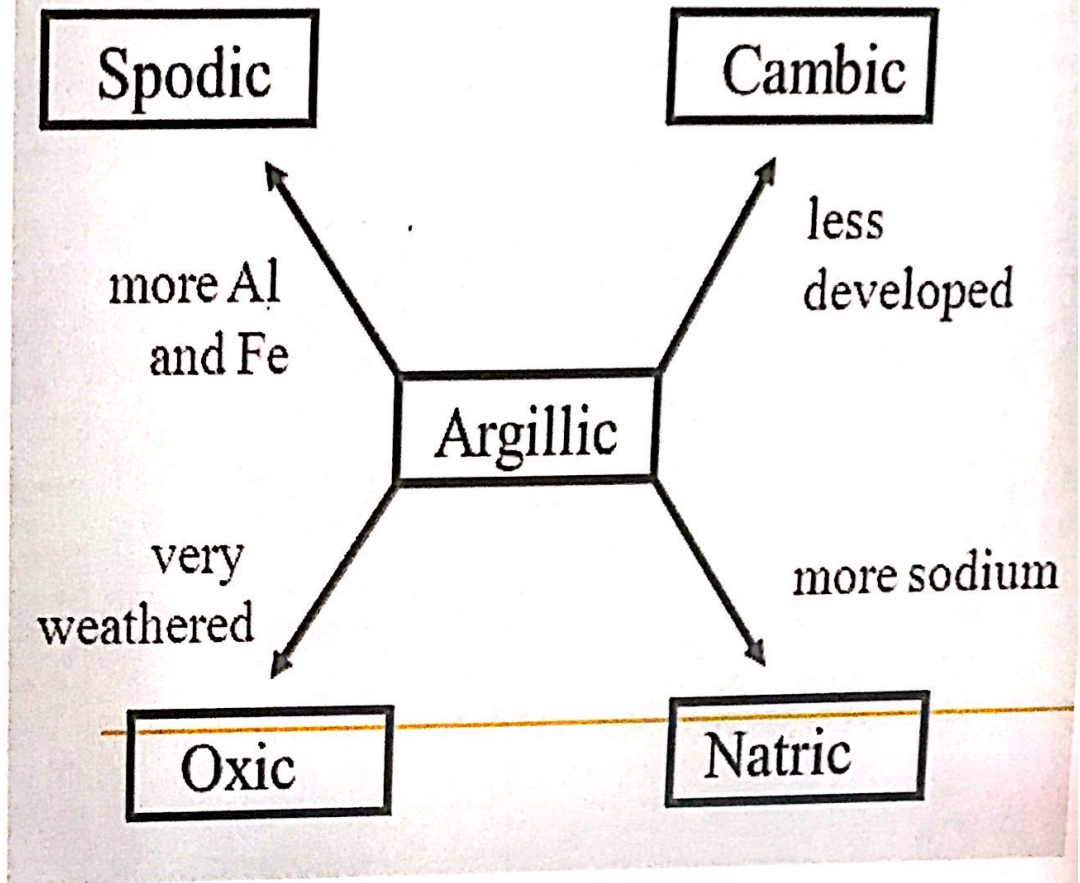 Spodic
Cambic
more Al
and Fe
less
developed
Argillic
very
weathered
more sodium
Oxic
Natric